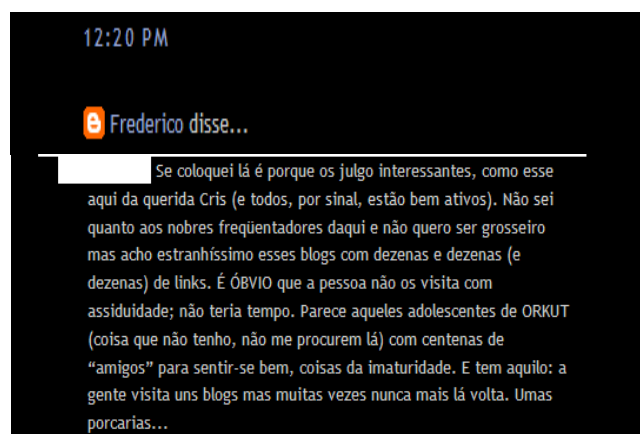 12:20 PM
Frederico disse...
Se coloquei lá é porque os julgo interessantes, como esse
aqui da querida Cris (e todos, por sinal, estão bem ativos). Não sei
quanto aos nobres freqüentadores daqui e não quero ser grosseiro
mas acho estranhíssimo esses blogs com dezenas e dezenas (e
dezenas) de links. É ÓBVIO que a pessoa não os visita com
assiduidade; não teria tempo. Parece aqueles adolescentes de ORKUT
(coisa que não tenho, não me procurem lá) com centenas de
“amigos” para sentir-se bem, coisas da imaturidade. E tem aquilo: a
gente visita uns blogs mas muitas vezes nunca mais lá volta. Umas
porcarias...